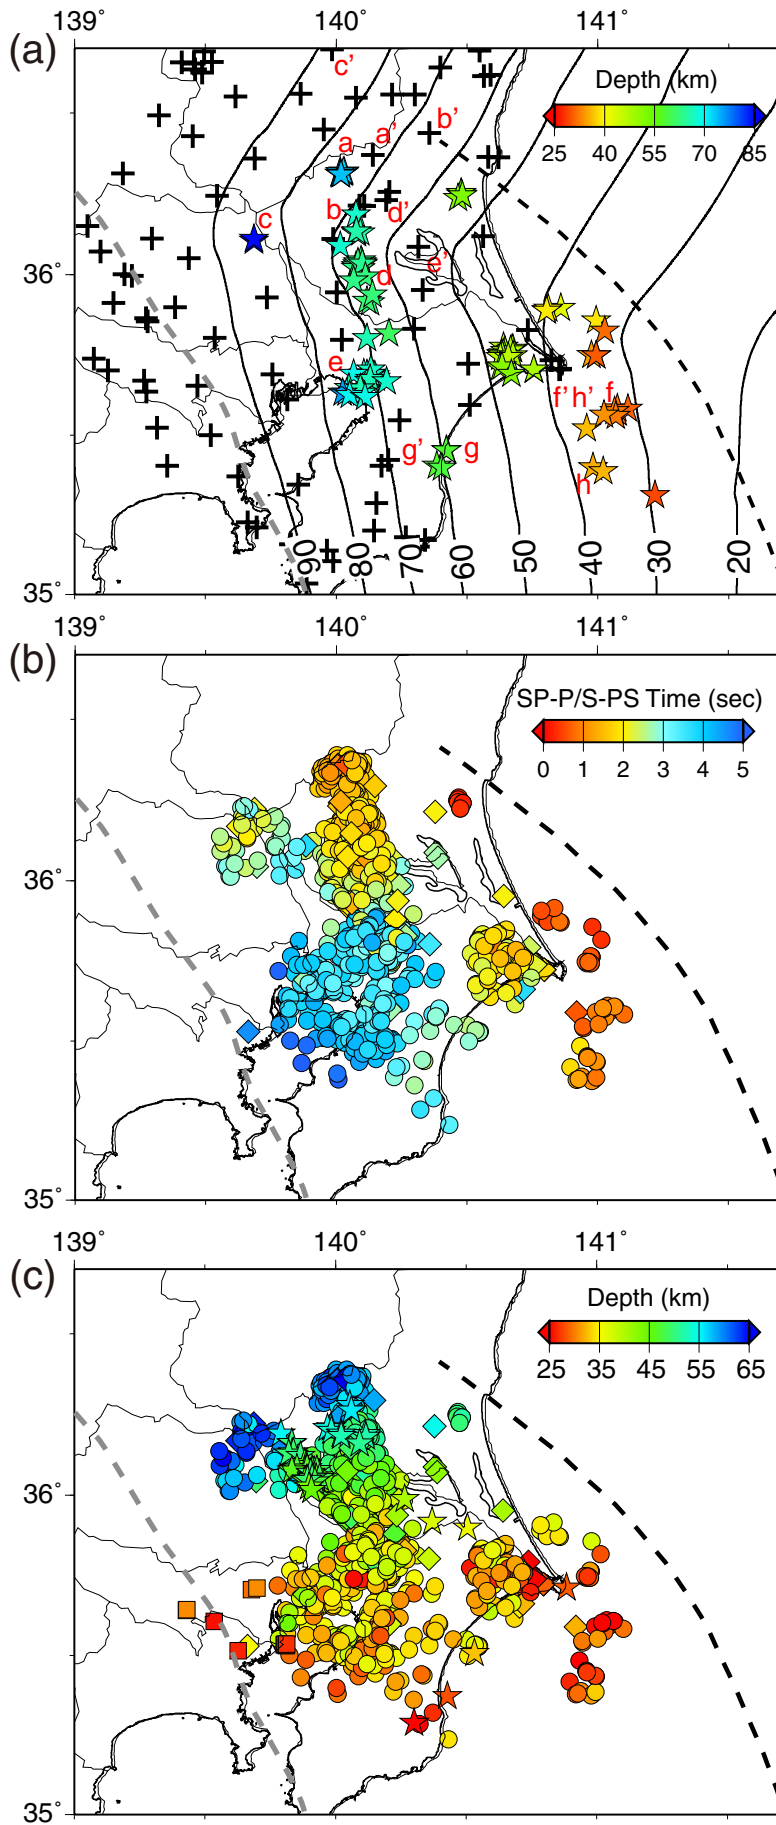 139˚ 140˚ 141˚
(a)
c'
Depth (km)
25 40 55 70 85
b'
a a'
b d'
c
e'
36˚
d
e
f' h' f
g' g
h
90 80 70 60 50 40 30 20
35˚
139˚ 140˚ 141˚
(b)
SP-P/S-PS Time (sec)
0 1 2 3 4 5
36˚
35˚
139˚ 140˚ 141˚
(c)
Depth (km)
25 35 45 55 65
36˚
35˚